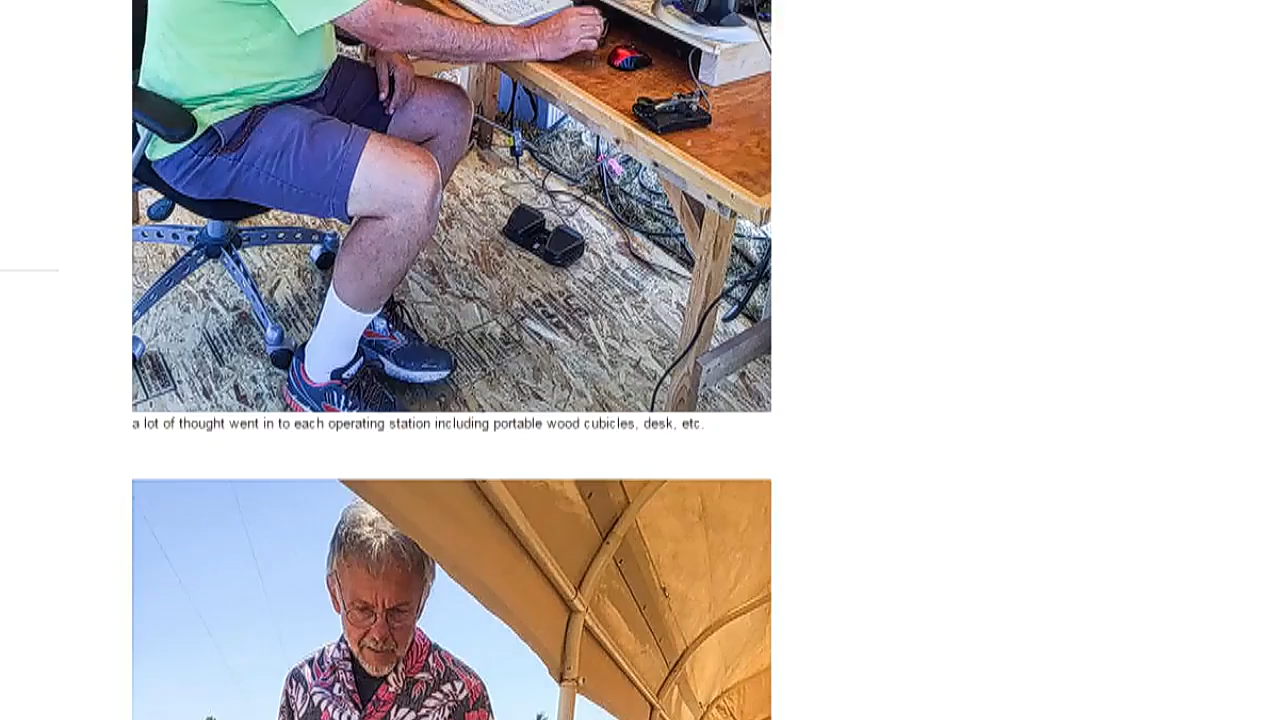 a lot of thought went in to each operating station including portable wood cubicles, desk, etc.